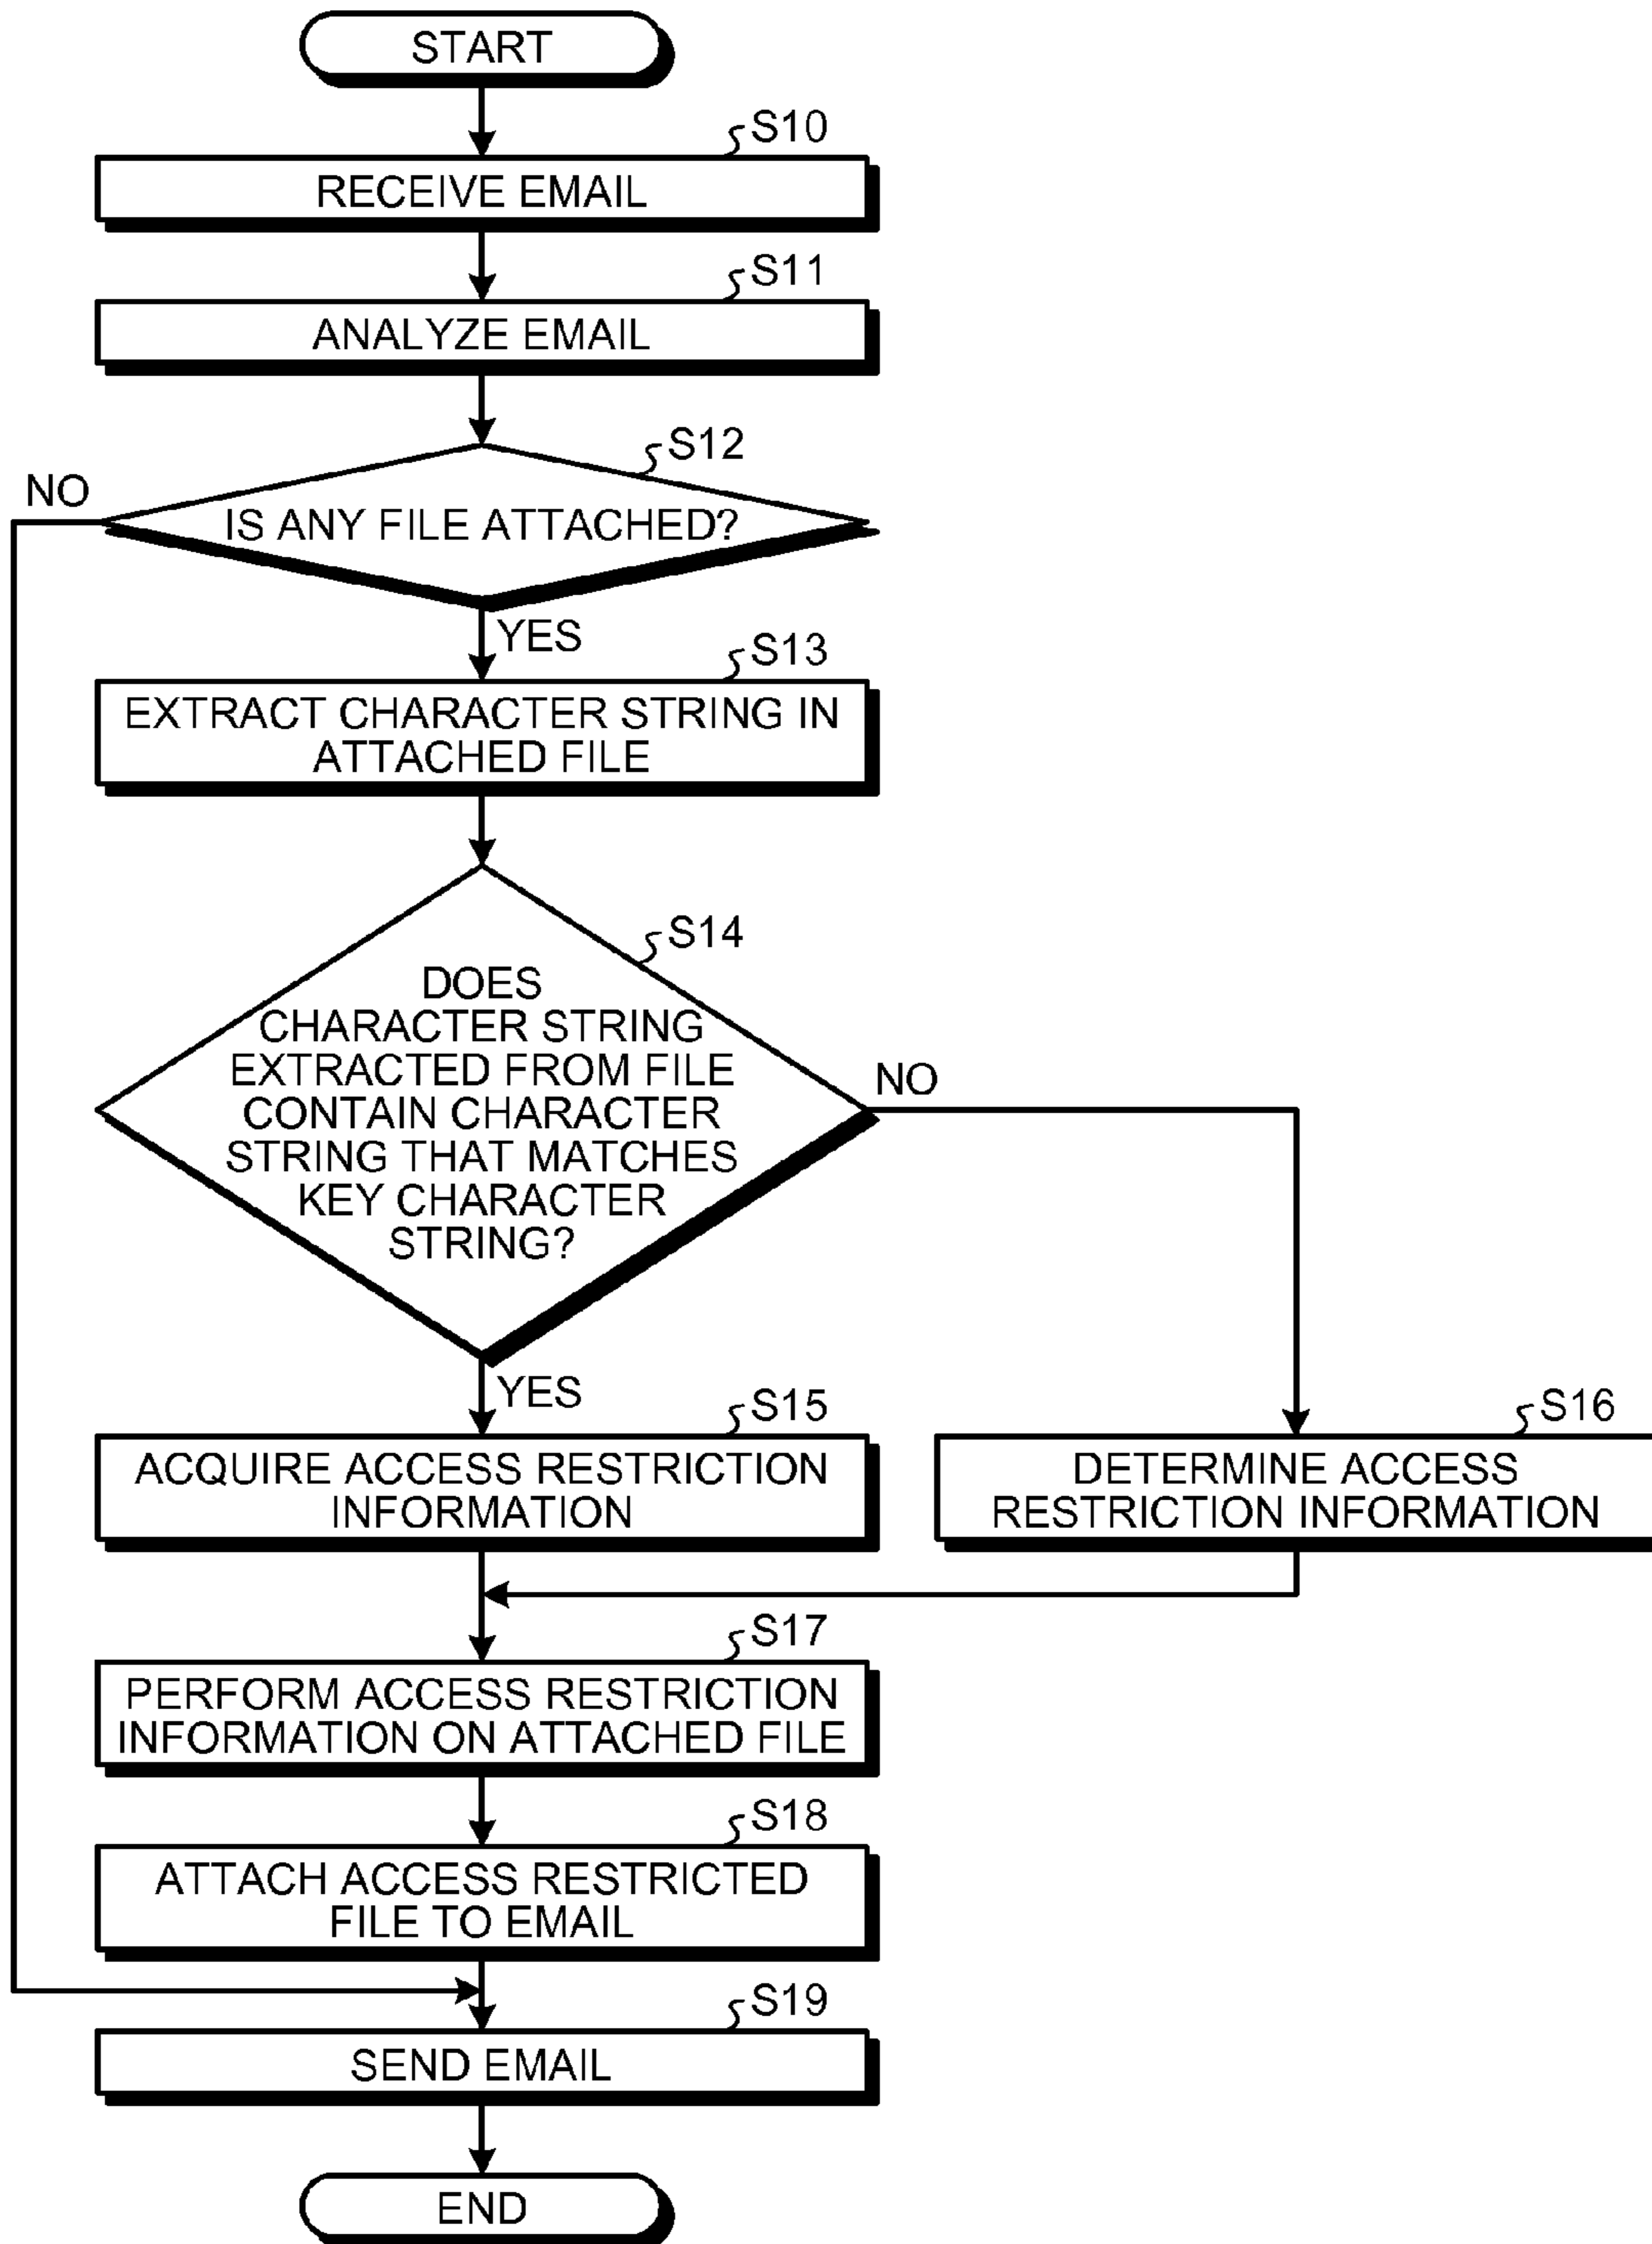 START
S10
RECEIVE EMAIL
S11
ANALYZE EMAIL
S12
NO
IS ANY FILE ATTACHED?
YES
S13
EXTRACT CHARACTER STRING IN
ATTACHED FILE
S14
DOES
CHARACTER STRING
EXTRACTED FROM FILE
CONTAIN CHARACTER
STRING THAT MATCHES
KEY CHARACTER
STRING?
NO
YES
S15
ACQUIRE ACCESS RESTRICTION
INFORMATION
S16
DETERMINE ACCESS
RESTRICTION INFORMATION
S17
PERFORM ACCESS RESTRICTION
INFORMATION ON ATTACHED FILE
S18
ATTACH ACCESS RESTRICTED
FILE TO EMAIL
S19
SEND EMAIL
END